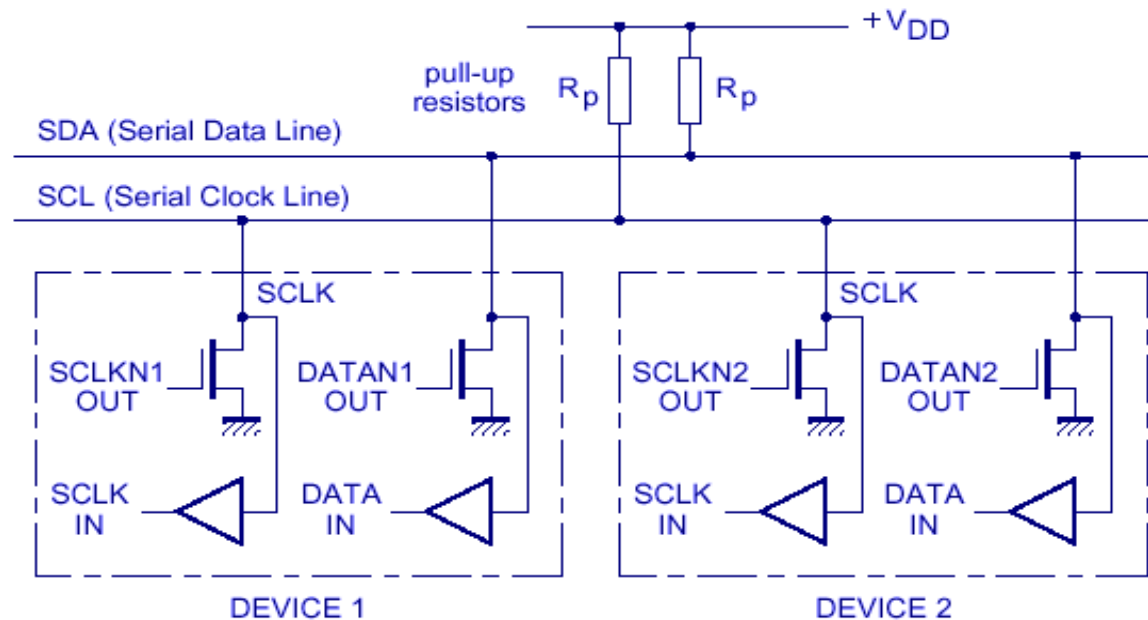 +VDD
pull-up
resistors
Rp
Rp
SDA (Serial Data Line)
SCL (Serial Clock Line)
SCLK
SCLK
SCLKN1
OUT
DATAN1
OUT
SCLKN2
OUT
DATAN2
OUT
SCLK
IN
DATA
IN
SCLK
IN
DATA
IN
DEVICE 1
DEVICE 2